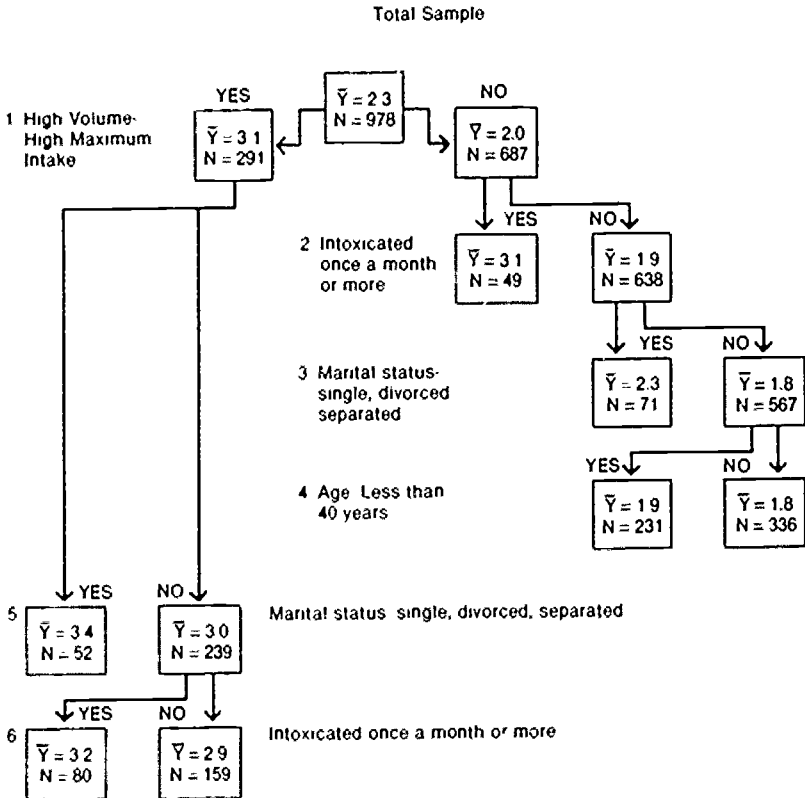 Total Sample
YES
NO
Ȳ = 2 3
N = 978
1 High Volume-
High Maximum
Intake
Ȳ = 3 1
N = 291
Ȳ = 2.0
N = 687
YES
NO
2 Intoxicated
once a month
or more
Ȳ = 3 1
N = 49
Ȳ = 1 9
N = 638
YES
NO
3 Marital status-
single, divorced
separated
Ȳ = 2.3
N = 71
Ȳ = 1.8
N = 567
YES
NO
4 Age Less than
40 years
Ȳ = 1 9
N = 231
Ȳ = 1.8
N = 336
YES
NO
5
Ȳ = 3 4
N = 52
Ȳ = 3 0
N = 239
Marital status single, divorced, separated
YES
NO
6
Ȳ = 3 2
N = 80
Ȳ = 2 9
N = 159
Intoxicated once a month or more